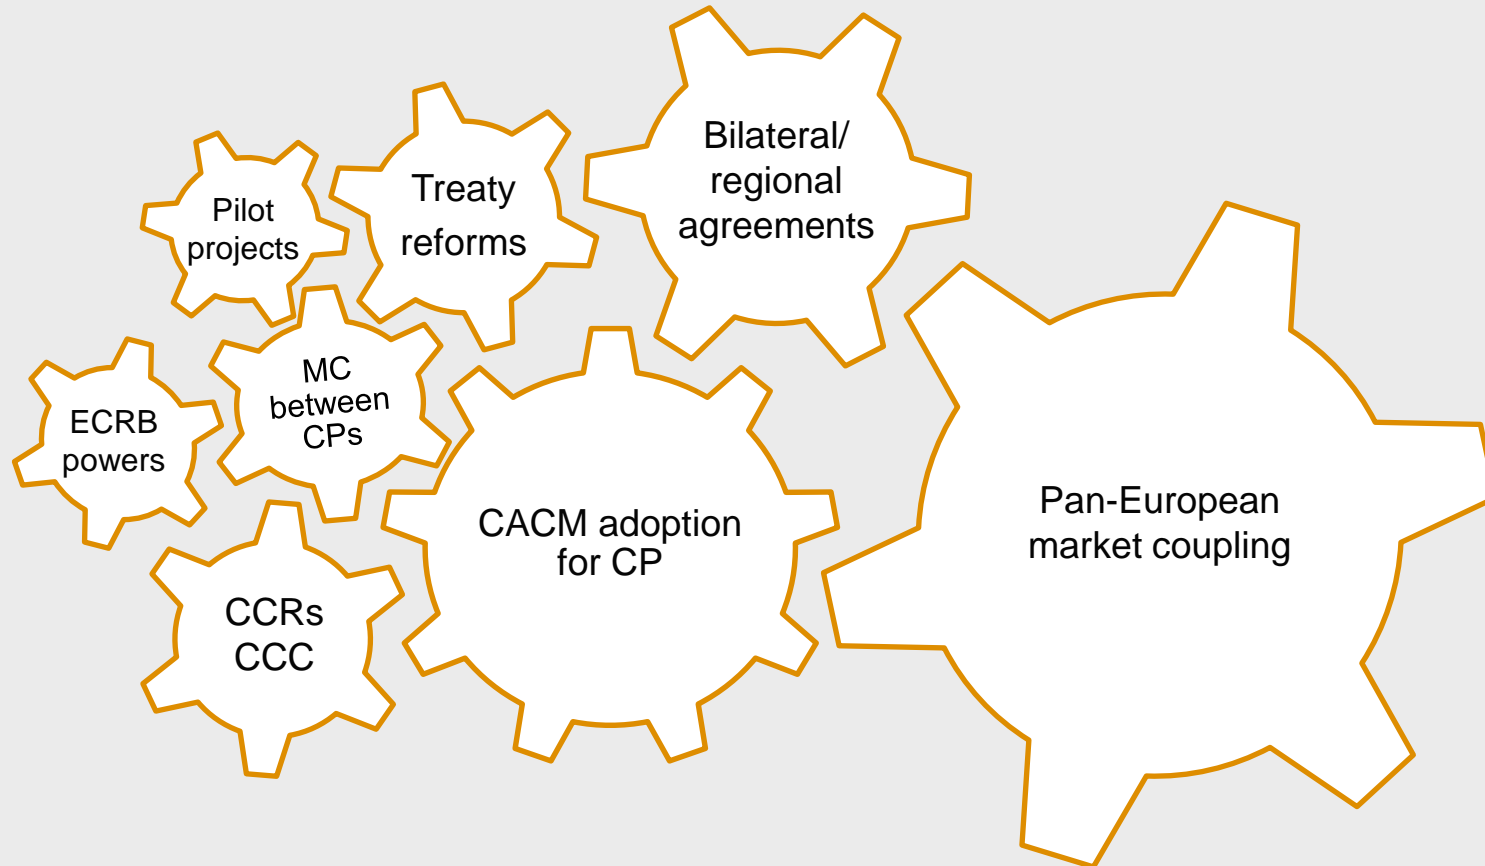 Bilateral/
regional
agreements
Treaty
reforms
Pilot
projects
MC
between
CPs
ECRB
powers
CCRs
CCC
CACM adoption
for CP
Pan-European
market coupling